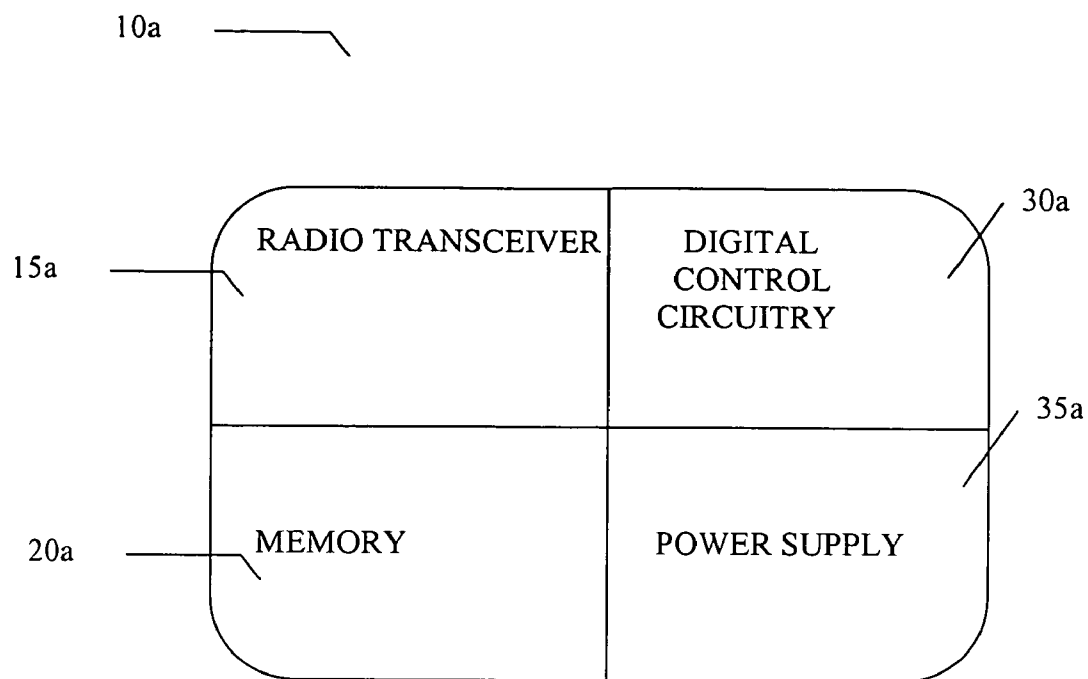 10a
30a
RADIO TRANSCEIVER
DIGITAL
CONTROL
CIRCUITRY
15a
35a
20a
MEMORY
POWER SUPPLY